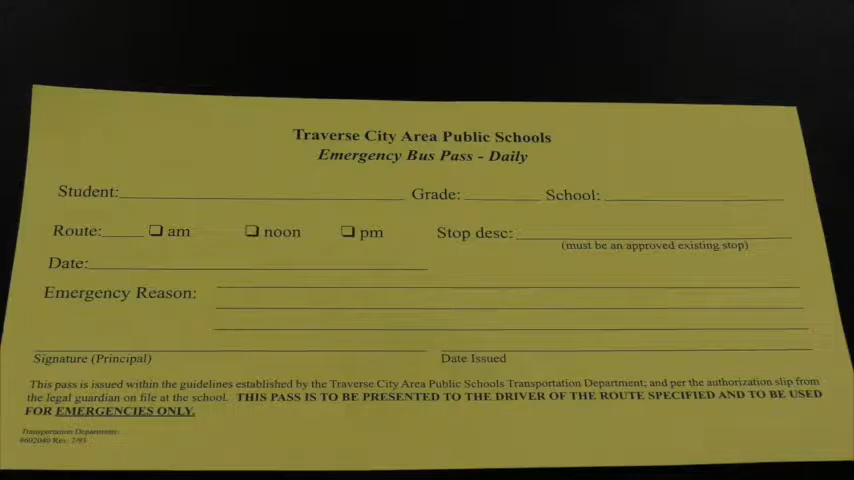 Traverse City Area Public Schools
Emergency Bus Pass - Daily
Student: Grade: School:
Route: ❏ am ❏ noon ❏ pm Stop desc:
(must be an approved existing stop)
Date:
Emergency Reason:
Signature (Principal) Date Issued
This pass is issued within the guidelines established by the Traverse City Area Public Schools Transportation Department; and per the authorization slip from
the legal guardian on file at the school. THIS PASS IS TO BE PRESENTED TO THE DRIVER OF THE ROUTE SPECIFIED AND TO BE USED
FOR EMERGENCIES ONLY.
Transportation Department:
#602040 Rev. 7/93